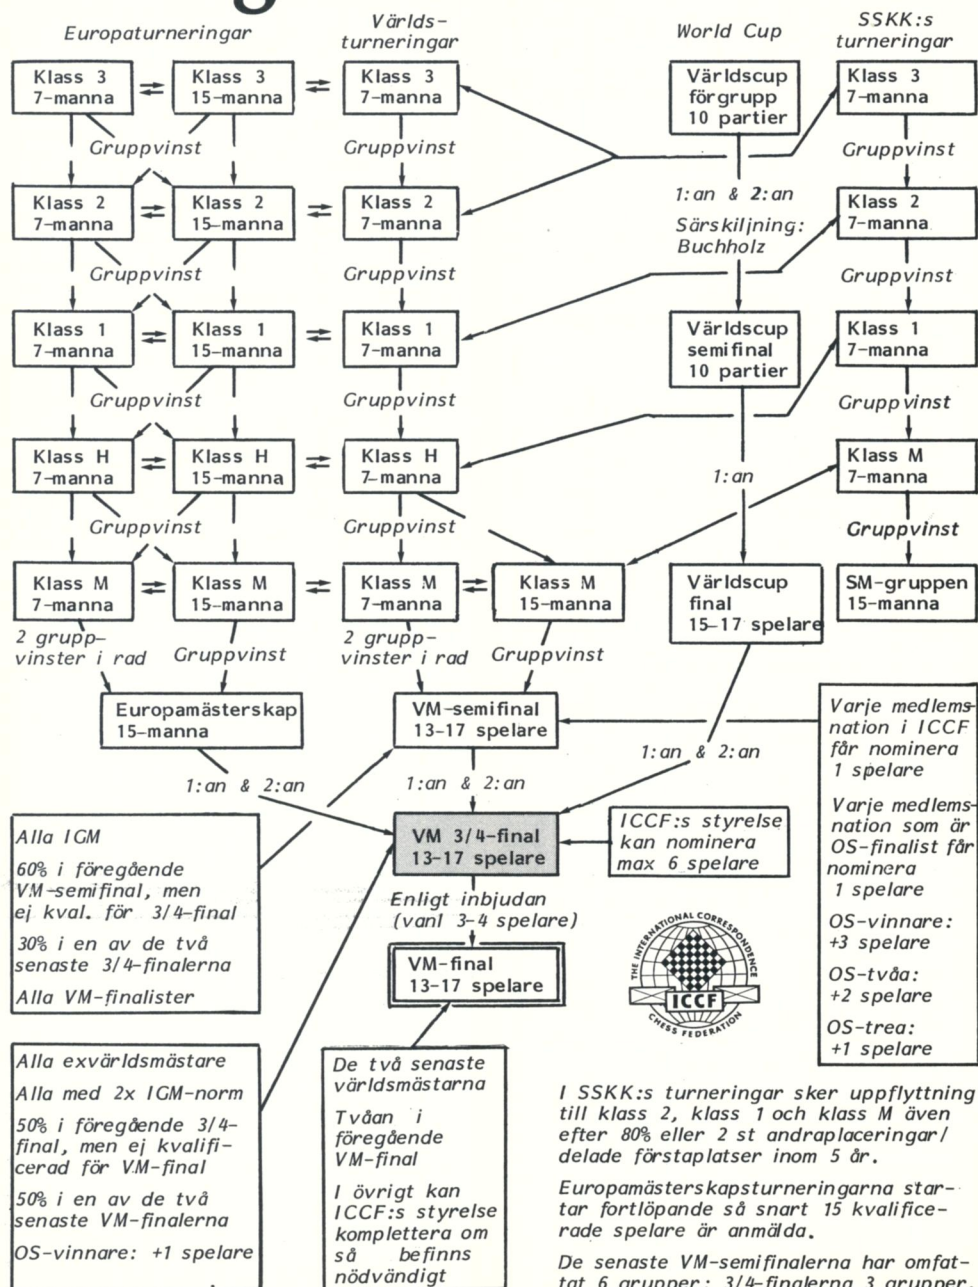 Europaturneringar
Världs-
turneringar
World Cup
SSKK:s
turneringar
Klass 3
7-manna
Klass 3
15-manna
Klass 3
7-manna
Världscup
förgrupp
10 partier
Klass 3
7-manna
Gruppvinst
Gruppvinst
Gruppvinst
1:an & 2:an
Särskiljning:
Buchholz
Klass 2
7-manna
Klass 2
15-manna
Klass 2
7-manna
Klass 2
7-manna
Gruppvinst
Gruppvinst
Gruppvinst
Klass 1
7-manna
Klass 1
15-manna
Klass 1
7-manna
Världscup
semifinal
10 partier
Klass 1
7-manna
Gruppvinst
Gruppvinst
Gruppvinst
Klass H
7-manna
Klass H
15-manna
Klass H
7-manna
1:an
Klass M
7-manna
Gruppvinst
Gruppvinst
Gruppvinst
Klass M
7-manna
Klass M
15-manna
Klass M
7-manna
Klass M
15-manna
Världscup
final
15-17 spelare
SM-gruppen
15-manna
2 grupp-
vinster i rad
Gruppvinst
2 grupp-
vinster i rad
Gruppvinst
Europamästerskap
15-manna
VM-semifinal
13-17 spelare
1:an & 2:an
1:an & 2:an
1:an & 2:an
Varje medlems-
nation i ICCF
får nominera
1 spelare
Varje medlems-
nation som är
OS-finalist får
nominera
1 spelare
OS-vinnare:
+3 spelare
OS-tvåa:
+2 spelare
OS-trea:
+1 spelare
Alla IGM
60% i föregående
VM-semifinal, men
ej kval. för 3/4-final
30% i en av de två
senaste 3/4-finalerna
Alla VM-finalister
VM 3/4-final
13-17 spelare
ICCF:s styrelse
kan nominera
max 6 spelare
Enligt inbjudan
(vanl 3-4 spelare)
VM-final
13-17 spelare
THE INTERNATIONAL CORRESPONDENCE
ICCF
CHESS FEDERATION
Alla exvärldsmästare
Alla med 2x IGM-norm
50% i föregående 3/4-
final, men ej kvalifi-
cerad för VM-final
50% i en av de två
senaste VM-finalerna
OS-vinnare: +1 spelare
De två senaste
världsmästarna
Tvåan i
föregående
VM-final
I övrigt kan
ICCF:s styrelse
komplettera om
så befinns
nödvändigt
I SSKK:s turneringar sker uppflyttning
till klass 2, klass 1 och klass M även
efter 80% eller 2 st andraplaceringar/
delade förstaplatser inom 5 år.
Europamästerskapsturneringarna star-
tar fortlöpande så snart 15 kvalifice-
rade spelare är anmälda.
De senaste VM-semifinalerna har omfat-
tat 6 grupper; 3/4-finalerna 3 grupper.